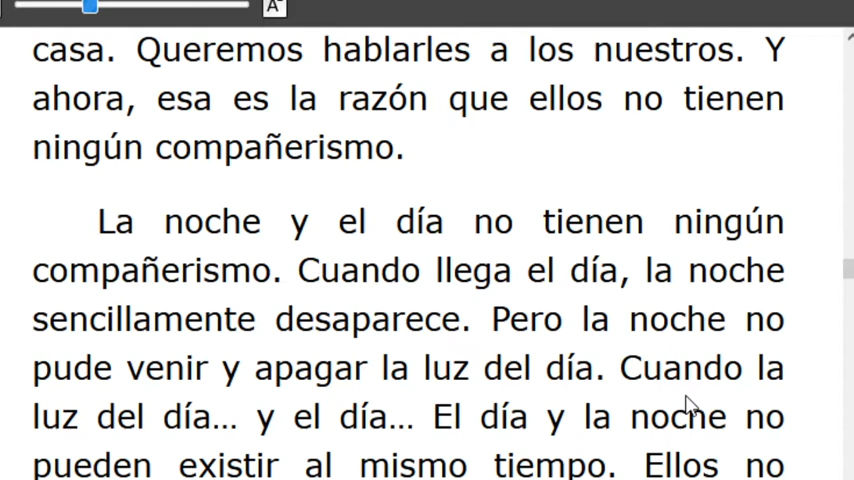 A
casa. Queremos hablarles a los nuestros. Y
ahora, esa es la razón que ellos no tienen
ningún compañerismo.
La noche y el día no tienen ningún
compañerismo. Cuando llega el día, la noche
sencillamente desaparece. Pero la noche no
pude venir y apagar la luz del día. Cuando la
luz del día... y el día... El día y la noche no
pueden existir al mismo tiempo. Ellos no